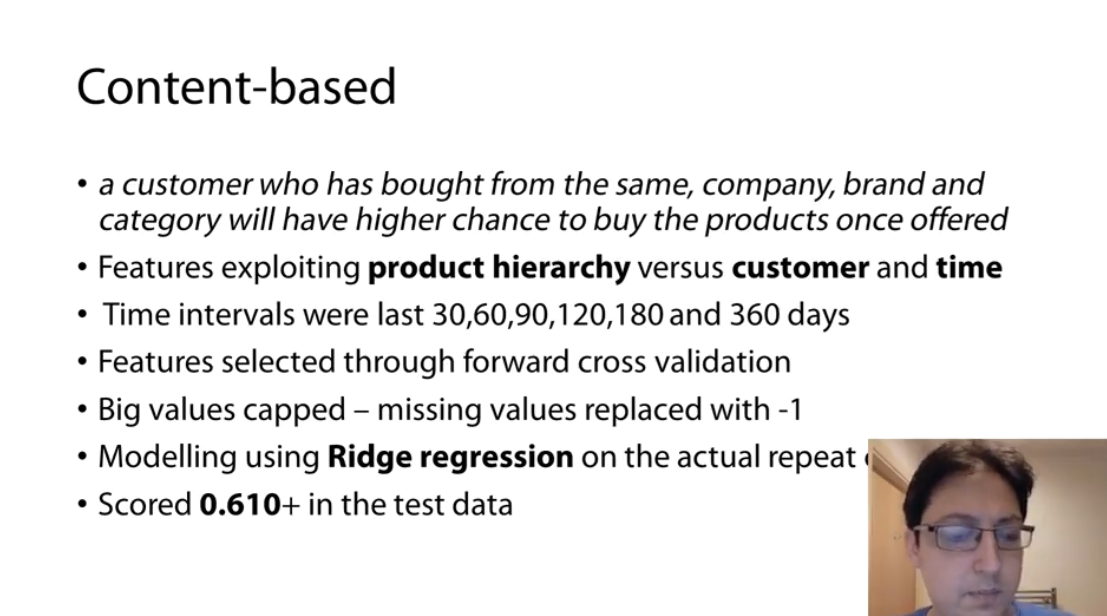 Content-based
• a customer who has bought from the same, company, brand and
category will have higher chance to buy the products once offered
• Features exploiting product hierarchy versus customer and time
• Time intervals were last 30,60,90,120,180 and 360 days
• Features selected through forward cross validation
• Big values capped – missing values replaced with -1
• Modelling using Ridge regression on the actual repeat
• Scored 0.610+ in the test data